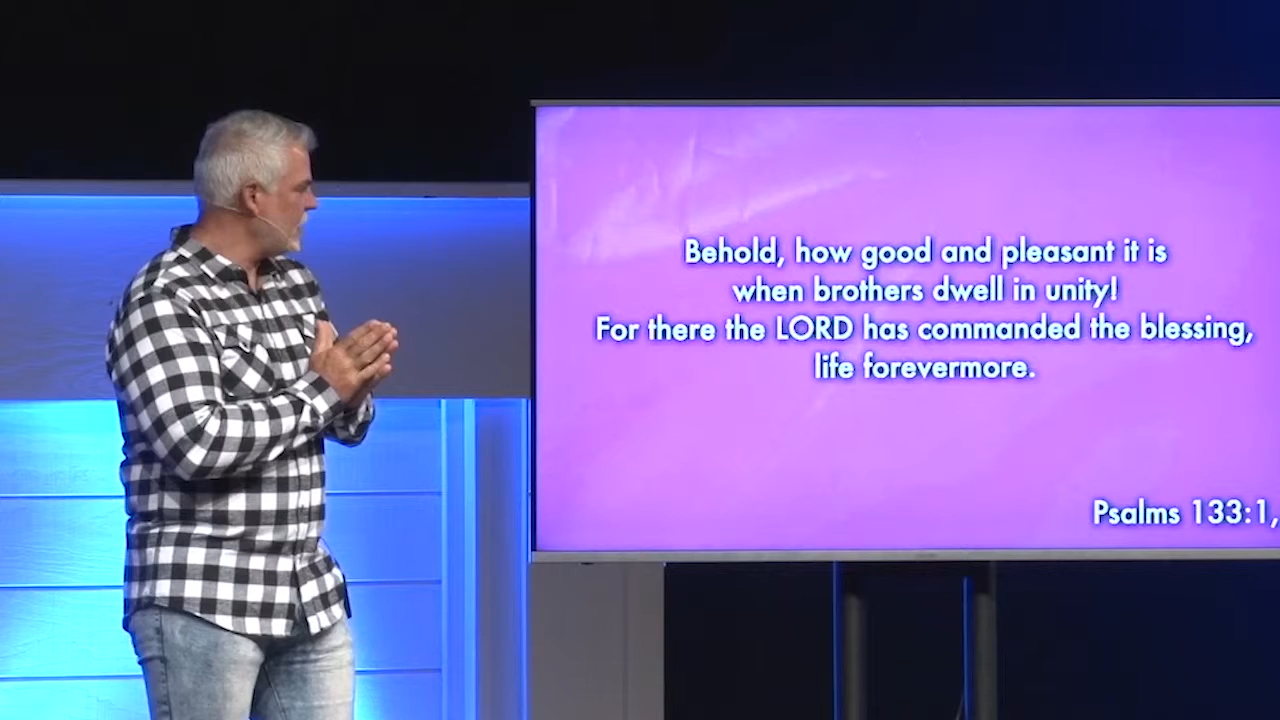 Behold, how good and pleasant it is
when brothers dwell in unity!
For there the LORD has commanded the blessing,
life forevermore.
Psalms 133:1,